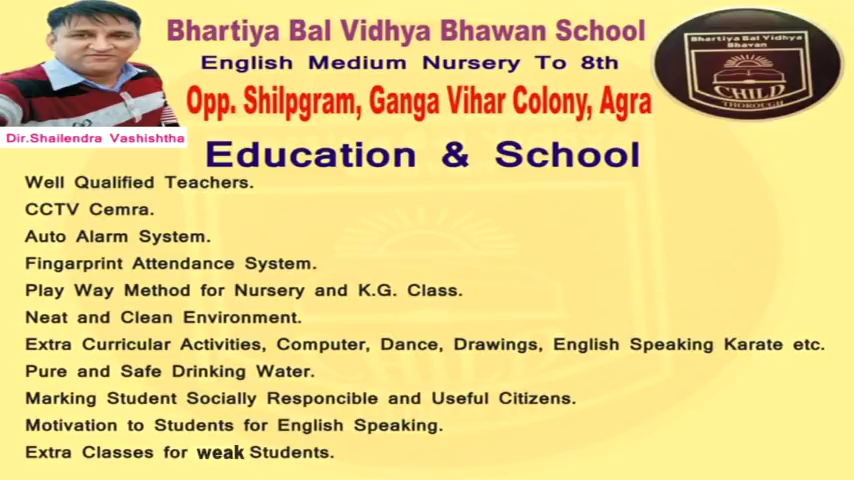 Bhartiya Bal Vidhya Bhawan School
English Medium Nursery To 8th
Opp. Shilpgram, Ganga Vihar Colony, Agra
Bhartiya Bal Vidhya
Bhavan
CHILD
THOROUGH
Dir.Shailendra Vashishtha
Education & School
Well Qualified Teachers.
CCTV Cemra.
Auto Alarm System.
Fingarprint Attendance System.
Play Way Method for Nursery and K.G. Class.
Neat and Clean Environment.
Extra Curricular Activities, Computer, Dance, Drawings, English Speaking Karate etc.
Pure and Safe Drinking Water.
Marking Student Socially Responcible and Useful Citizens.
Motivation to Students for English Speaking.
Extra Classes for weak Students.